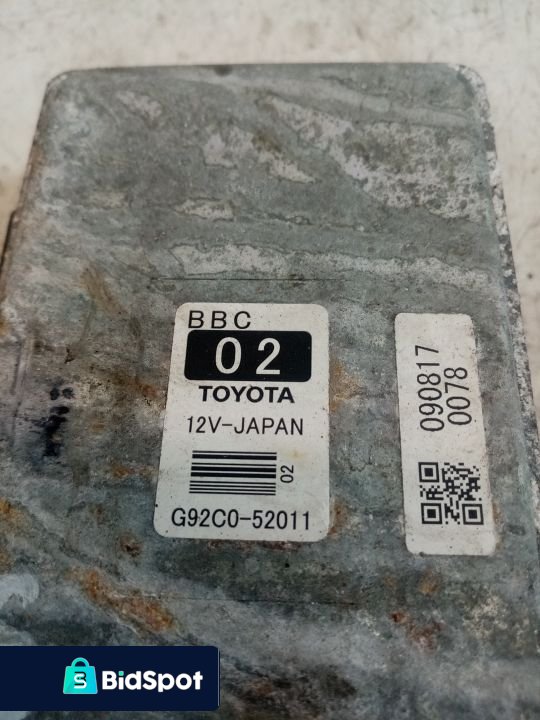 BBC
02
TOYOTA
12V-JAPAN
02
G92C0-52011
090817
0078
BidSpot